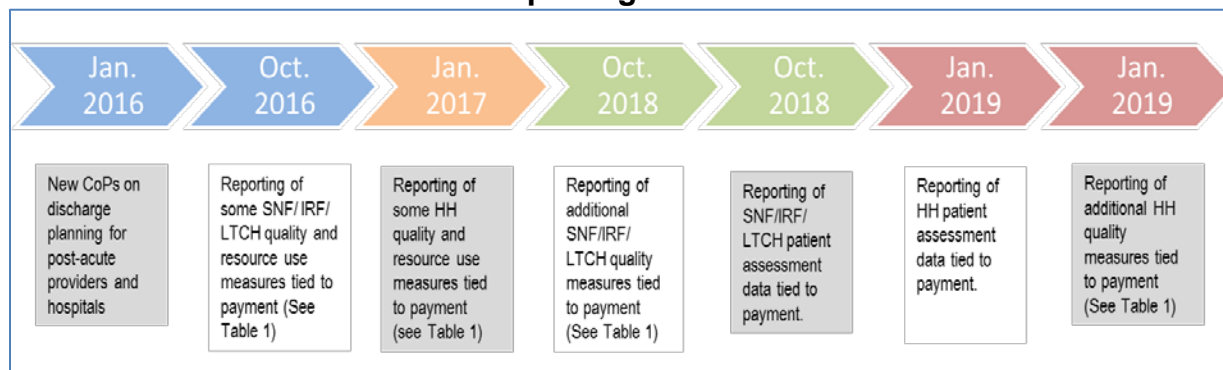 Jan.
2016
Oct.
2016
Jan.
2017
Oct.
2018
Oct.
2018
Jan.
2019
Jan.
2019
New CoPs on
discharge
planning for
post-acute
providers and
hospitals
Reporting of
some SNF/IRF/
LTCH quality and
resource use
measures tied to
payment (See
Table 1)
Reporting of
some HH
quality and
resource use
measures tied
to payment
(see Table 1)
Reporting of
additional
SNF/IRF/
LTCH quality
measures tied
to payment
(See Table 1)
Reporting of
SNF/IRF/
LTCH patient
assessment
data tied to
payment.
Reporting of
HH patient
assessment
data tied to
payment.
Reporting of
additional HH
quality
measures tied
to payment
(See Table 1)